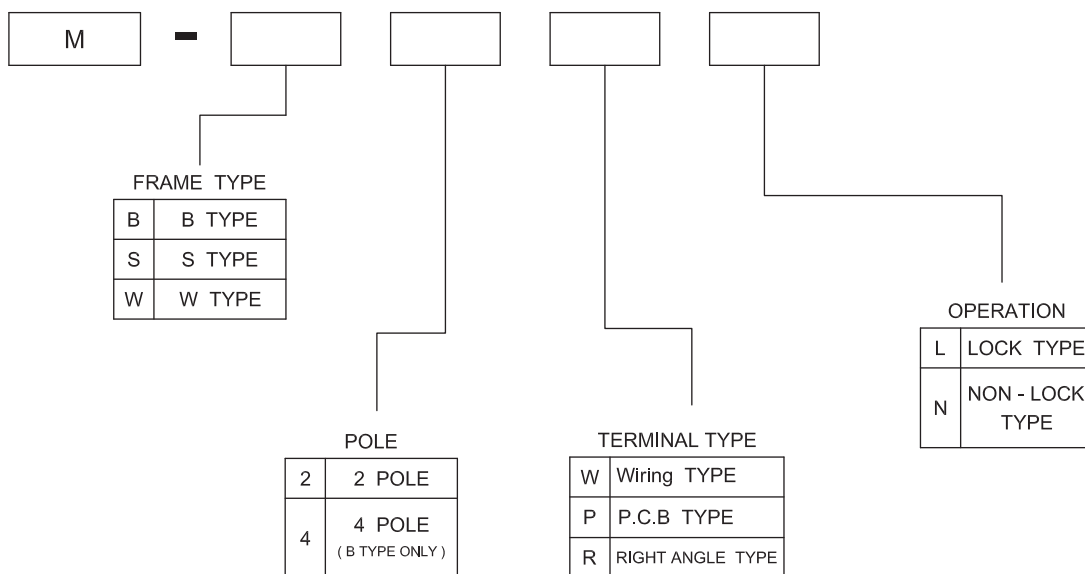 M -
FRAME TYPE
B B TYPE
S S TYPE
W W TYPE
OPERATION
L LOCK TYPE
N NON - LOCK
TYPE
POLE
2 2 POLE
4 4 POLE
( B TYPE ONLY )
TERMINAL TYPE
W Wiring TYPE
P P.C.B TYPE
R RIGHT ANGLE TYPE